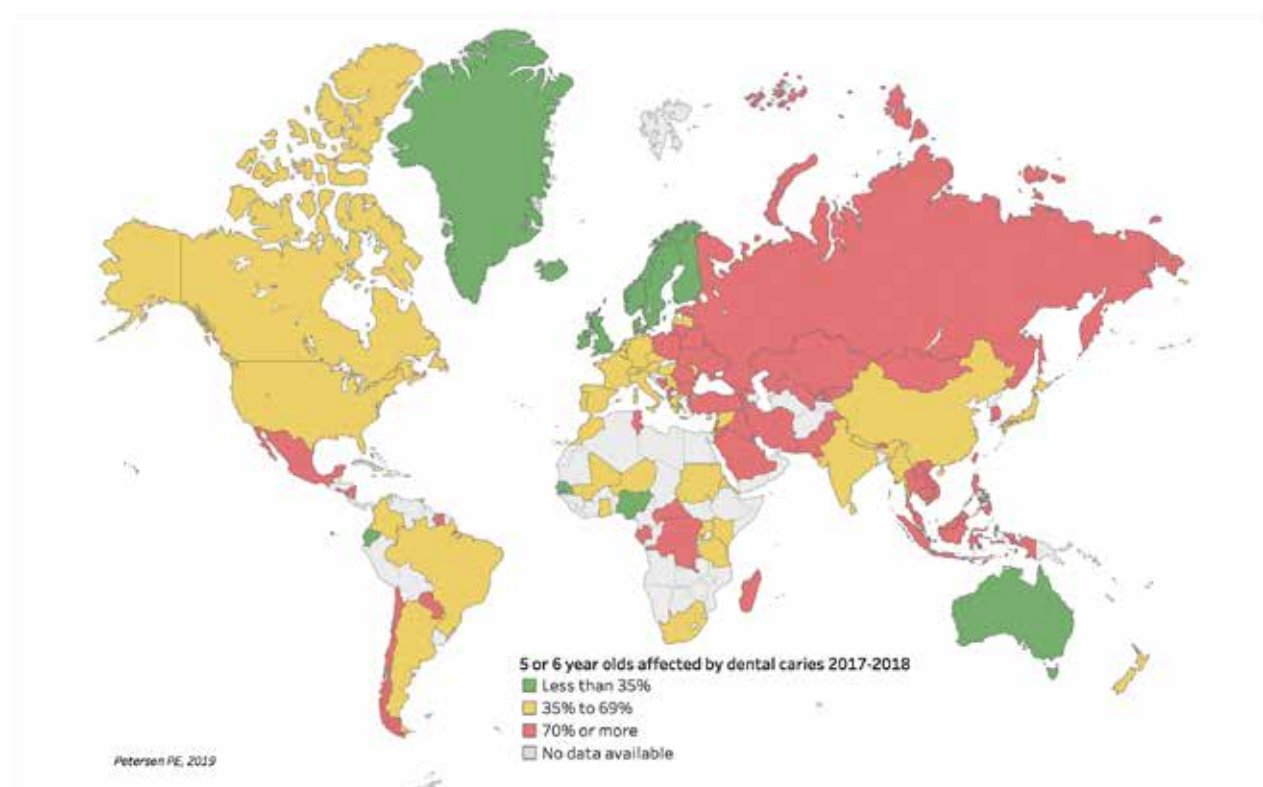 5 or 6 year olds affected by dental caries 2017-2018
Less than 35%
35% to 69%
70% or more
No data available
Petersen PE, 2019